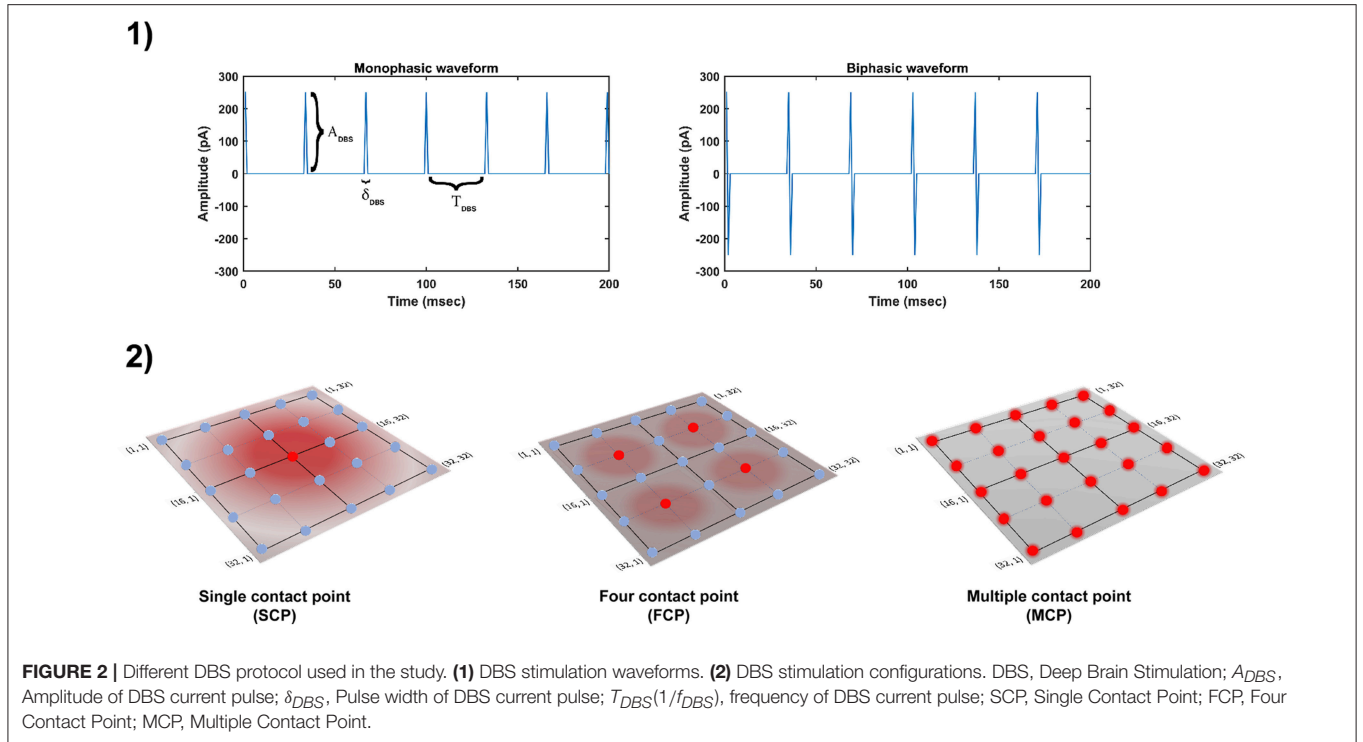 1)
Monophasic waveform
300
200
100
0
-100
-200
-300
Amplitude (pA)
A_DBS
δ_DBS
T_DBS
0
50
100
150
200
Time (msec)
Biphasic waveform
300
200
100
0
-100
-200
-300
Amplitude (pA)
0
50
100
150
200
Time (msec)
2)
(1, 32)
(1, 1)
(16, 32)
(16, 1)
(32, 32)
(32, 1)
Single contact point
(SCP)
(1, 32)
(1, 1)
(16, 32)
(16, 1)
(32, 32)
(32, 1)
Four contact point
(FCP)
(1, 32)
(1, 1)
(16, 32)
(16, 1)
(32, 32)
(32, 1)
Multiple contact point
(MCP)
FIGURE 2 | Different DBS protocol used in the study. (1) DBS stimulation waveforms. (2) DBS stimulation configurations. DBS, Deep Brain Stimulation; A_DBS,
Amplitude of DBS current pulse; δ_DBS, Pulse width of DBS current pulse; T_DBS(1/f_DBS), frequency of DBS current pulse; SCP, Single Contact Point; FCP, Four
Contact Point; MCP, Multiple Contact Point.